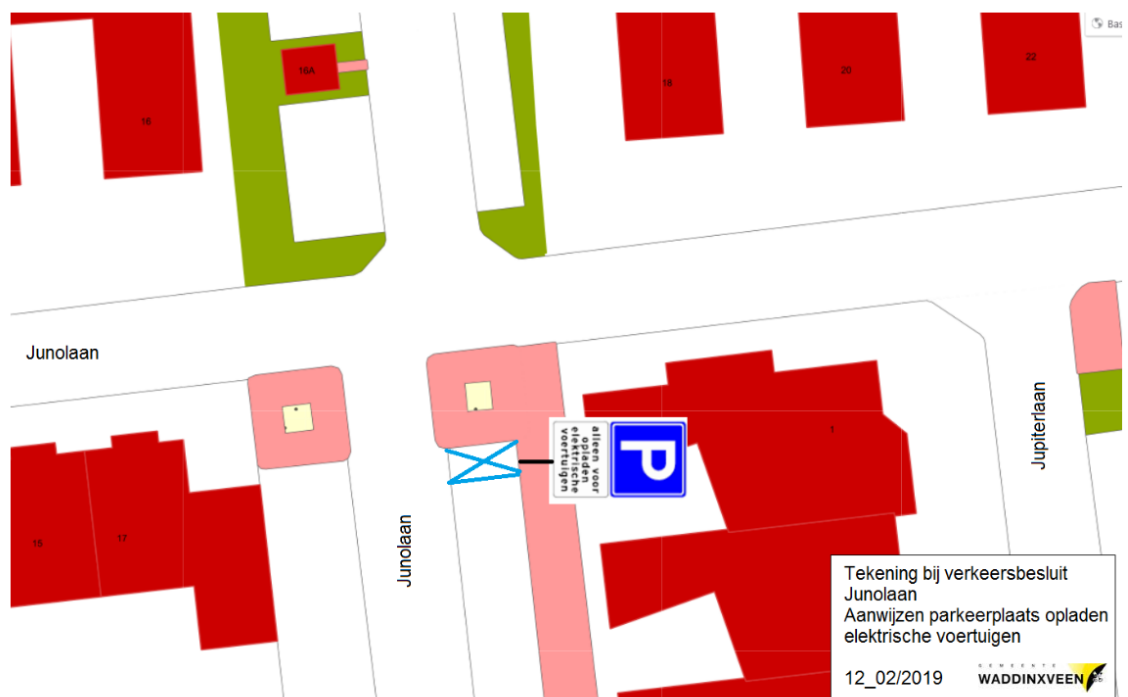 Bas
16A
16
18
20
22
Junolaan
1
Jupiterlaan
P
alleen voor
opladen
elektrische
voertuigen
15
17
Junolaan
Tekening bij verkeersbesluit
Junolaan
Aanwijzen parkeerplaats opladen
elektrische voertuigen
12_02/2019
GEMEENTE
WADDINXVEEN